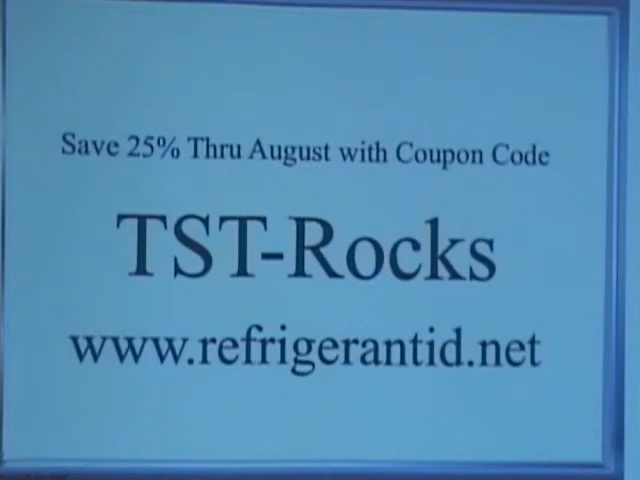 Save 25% Thru August with Coupon Code
TST-Rocks
www.refrigerantid.net